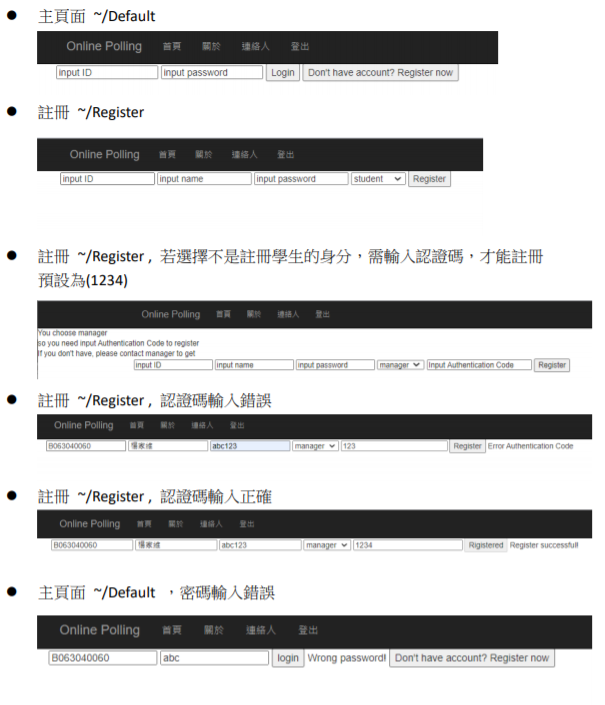 ● 主頁面 ~/Default
Online Polling 首頁 關於 連絡人 登出
input ID input password Login Don't have account? Register now
● 註冊 ~/Register
Online Polling 首頁 關於 連絡人 登出
input ID input name input password student Register
● 註冊 ~/Register , 若選擇不是註冊學生的身分，需輸入認證碼，才能註冊
預設為(1234)
Online Polling 首頁 關於 連絡人 登出
You choose manager
so you need input Authentication Code to register
If you don't have, please contact manager to get
input ID input name input password manager Input Authentication Code Register
● 註冊 ~/Register , 認證碼輸入錯誤
Online Polling 首頁 關於 連絡人 登出
B063040060 abc123 manager 123 Register Error Authentication Code
● 註冊 ~/Register , 認證碼輸入正確
Online Polling 首頁 關於 連絡人 登出
B063040060 abc123 manager 1234 Rigistered Register successful!
● 主頁面 ~/Default ，密碼輸入錯誤
Online Polling 首頁 關於 連絡人 登出
B063040060 abc login Wrong password! Don't have account? Register now